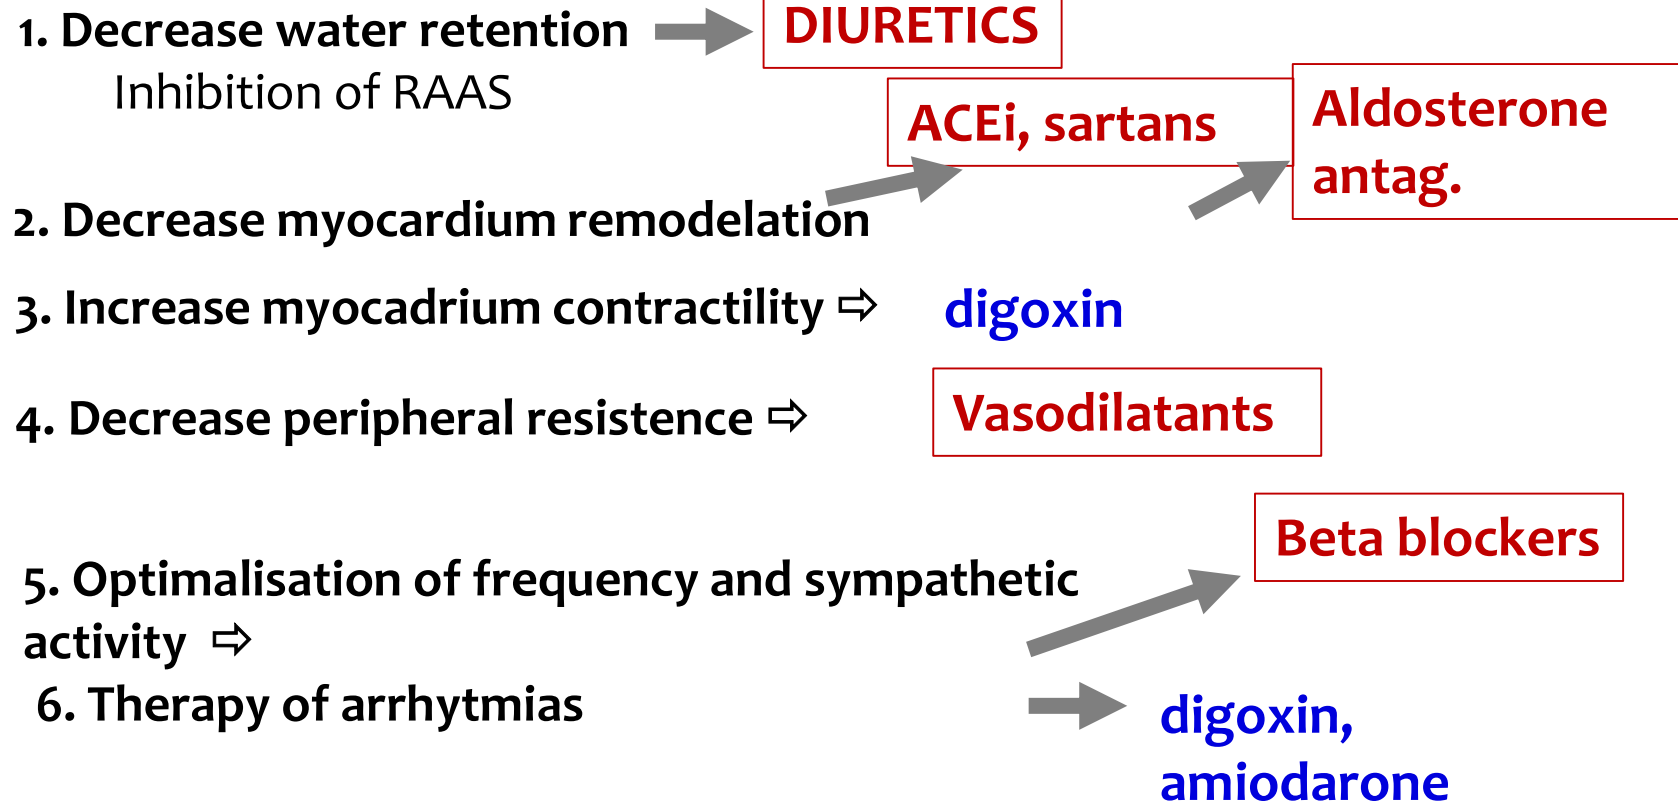 1. Decrease water retention
DIURETICS
Inhibition of RAAS
ACEi, sartans
Aldosterone
antag.
2. Decrease myocardium remodelation
3. Increase myocadrium contractility ⇨
digoxin
4. Decrease peripheral resistence ⇨
Vasodilatants
Beta blockers
5. Optimalisation of frequency and sympathetic
activity ⇨
6. Therapy of arrhytmias
digoxin,
amiodarone